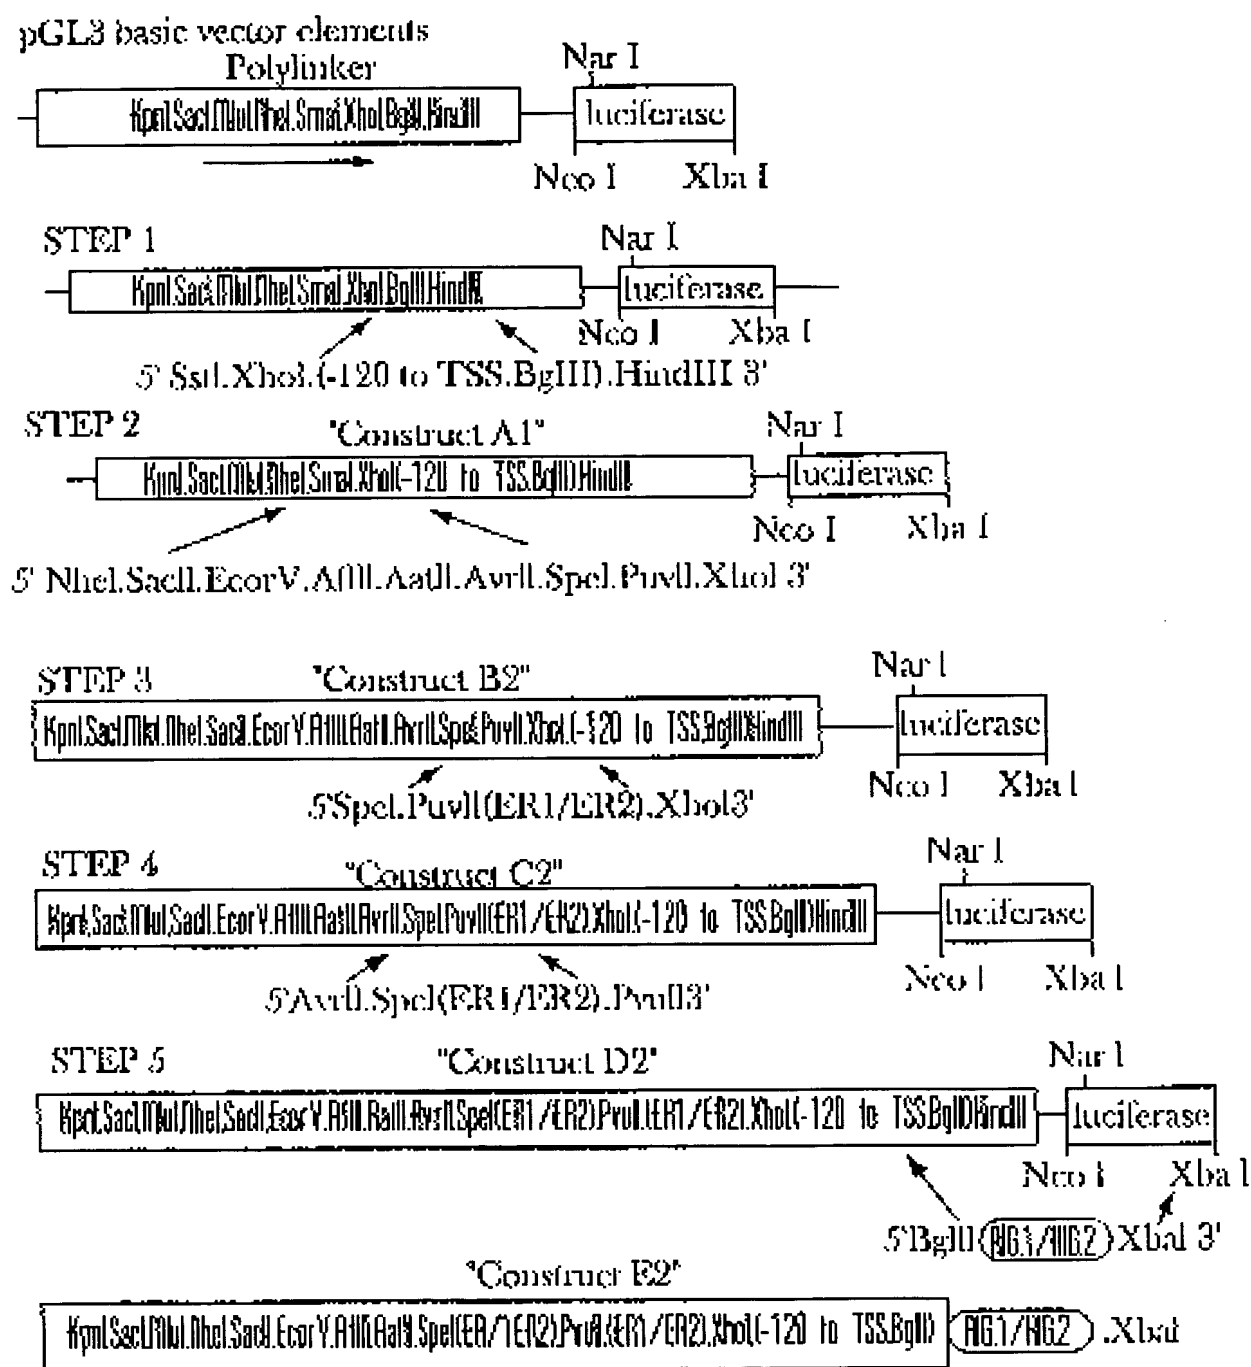 pGL3 basic vector elements
Polylinker
Nar I
KpnI.SacI.MluI.NheI.SmaI.XhoI.BglII.HindIII
luciferase
Nco I Xba I
STEP 1
Nar I
KpnI.SacI.MluI.NheI.SmaI.XhoI.BglII.HindIII
luciferase
Nco I Xba I
5' SstI.XhoI.(-120 to TSS.BglII).HindIII 3'
STEP 2
"Construct A1"
Nar I
KpnI.SacI.MluI.NheI.SmaI.XhoI(-120 to TSS.BglII).HindIII
luciferase
Nco I Xba I
5' NheI.SacII.EcorV.AflII.AatII.AvrII.SpeI.PuvII.XhoI 3'
STEP 3
"Construct B2"
Nar I
KpnI.SacI.MluI.NheI.SacII.EcorV.AflII.AatII.AvrII.SpeI.PuvII.XhoI.(-120 to TSS.BglII)HindIII
luciferase
Nco I Xba I
5'SpeI.PuvII(ER1/ER2).XhoI3'
STEP 4
"Construct C2"
Nar I
KpnI.SacI.MluI.SacII.EcorV.AflII.AatII.AvrII.SpeI.PuvII(ER1/ER2).XhoI.(-120 to TSS.BglII)HindIII
luciferase
Nco I Xba I
5'AvrII.SpeI(ER1/ER2).PvuII3'
STEP 5
"Construct D2"
Nar I
KpnI.SacI.MluI.NheI.SacII.EcorV.AflII.AatII.AvrII.SpeI(ER1/ER2).PvuII.(ER1/ER2).XhoI.(-120 to TSS.BglII)HindIII
luciferase
Nco I Xba I
5'BglII XbaI 3'
"Construct E2"
KpnI.SacI.MluI.NheI.SacII.EcorV.AflII.AatII.SpeI(ER/1ER2).PvuII.(ER1/ER2).XhoI.(-120 to TSS.BglII) .XbaI